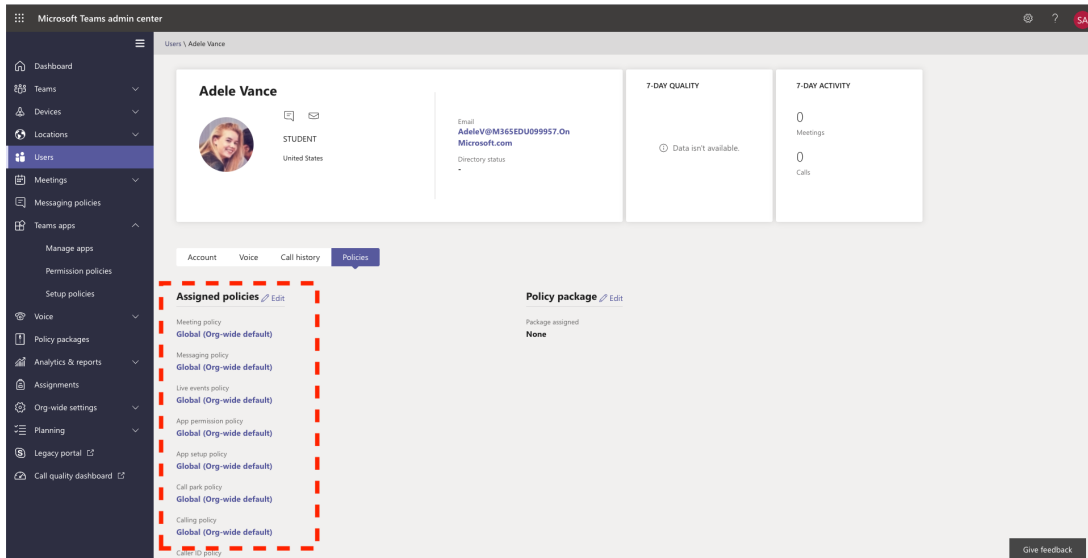 Microsoft Teams admin center
?
SA
Users \ Adele Vance
Dashboard
Teams
Devices
Locations
Users
Meetings
Messaging policies
Teams apps
Manage apps
Permission policies
Setup policies
Voice
Policy packages
Analytics & reports
Assignments
Org-wide settings
Planning
Legacy portal
Call quality dashboard
Adele Vance
STUDENT
United States
Email
AdeleV@M365EDU099957.On
Microsoft.com
Directory status
-
7-DAY QUALITY
Data isn't available.
7-DAY ACTIVITY
0
Meetings
0
Calls
Account Voice Call history Policies
Assigned policies Edit
Meeting policy
Global (Org-wide default)
Messaging policy
Global (Org-wide default)
Live events policy
Global (Org-wide default)
App permission policy
Global (Org-wide default)
App setup policy
Global (Org-wide default)
Call park policy
Global (Org-wide default)
Calling policy
Global (Org-wide default)
Caller ID policy
Policy package Edit
Package assigned
None
Give feedback